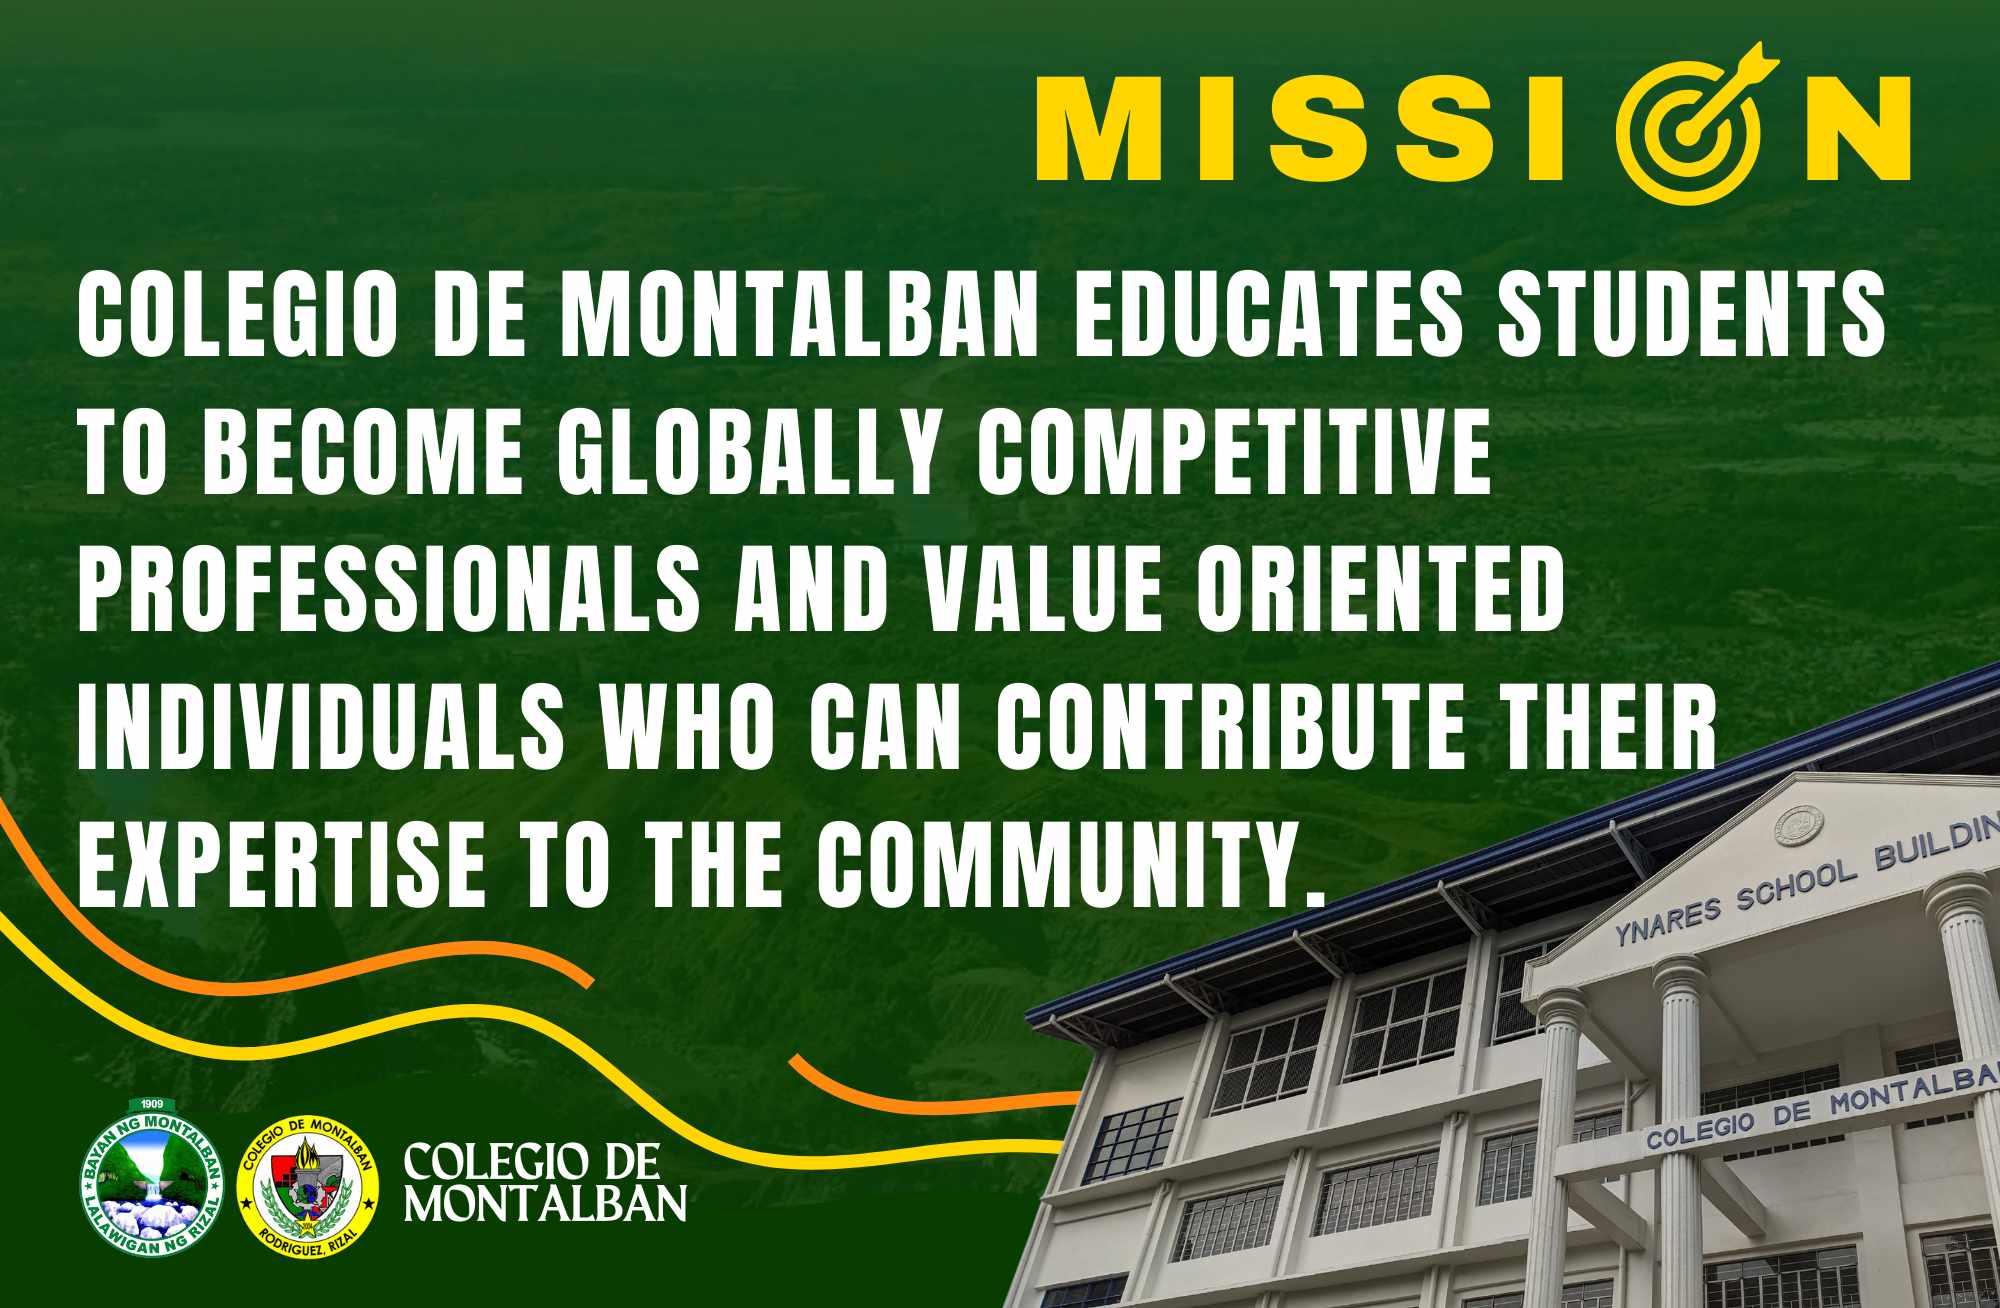 MISSION
COLEGIO DE MONTALBAN EDUCATES STUDENTS
TO BECOME GLOBALLY COMPETITIVE
PROFESSIONALS AND VALUE ORIENTED
INDIVIDUALS WHO CAN CONTRIBUTE THEIR
EXPERTISE TO THE COMMUNITY.
YNARES SCHOOL BUILDIN
COLEGIO DE MONTALBA
1909
BAYAN NG MONTALBAN
LALAWIGAN NG RIZAL
COLEGIO DE MONTALBAN
2004
RODRIGUEZ, RIZAL
COLEGIO DE
MONTALBAN